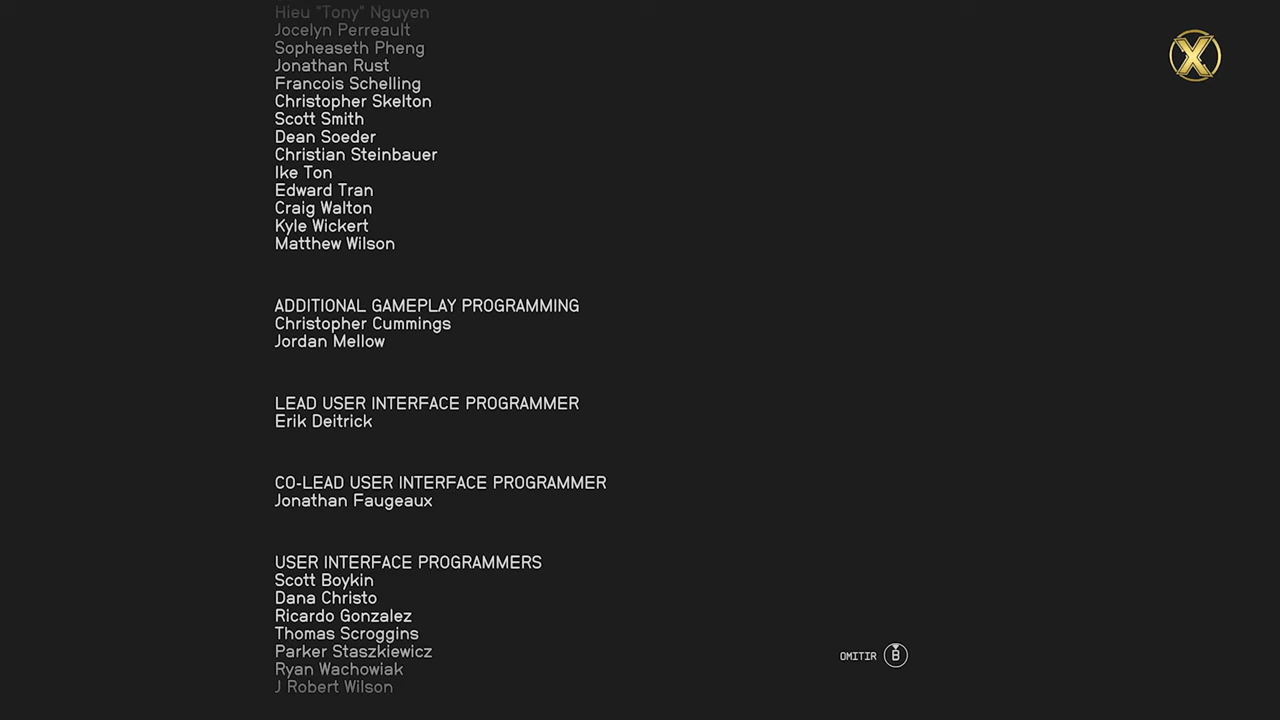 Hieu "Tony" Nguyen
Jocelyn Perreault
Sopheaseth Pheng
Jonathan Rust
Francois Schelling
Christopher Skelton
Scott Smith
Dean Soeder
Christian Steinbauer
Ike Ton
Edward Tran
Craig Walton
Kyle Wickert
Matthew Wilson
ADDITIONAL GAMEPLAY PROGRAMMING
Christopher Cummings
Jordan Mellow
LEAD USER INTERFACE PROGRAMMER
Erik Deitrick
CO-LEAD USER INTERFACE PROGRAMMER
Jonathan Faugeaux
USER INTERFACE PROGRAMMERS
Scott Boykin
Dana Christo
Ricardo Gonzalez
Thomas Scroggins
Parker Staszkiewicz
Ryan Wachowiak
J Robert Wilson
OMITIR B
X